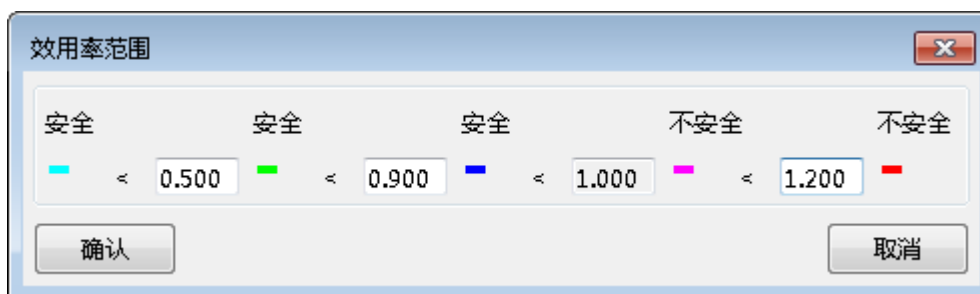 效用率范围
安全 安全 安全 不安全 不安全
< 0.500 < 0.900 < 1.000 < 1.200
确认 取消